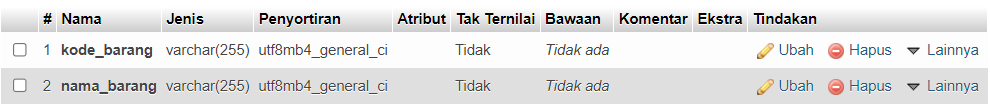 # Nama Jenis Penyortiran Atribut Tak Ternilai Bawaan Komentar Ekstra Tindakan
1 kode_barang varchar(255) utf8mb4_general_ci Tidak Tidak ada Ubah Hapus Lainnya
2 nama_barang varchar(255) utf8mb4_general_ci Tidak Tidak ada Ubah Hapus Lainnya